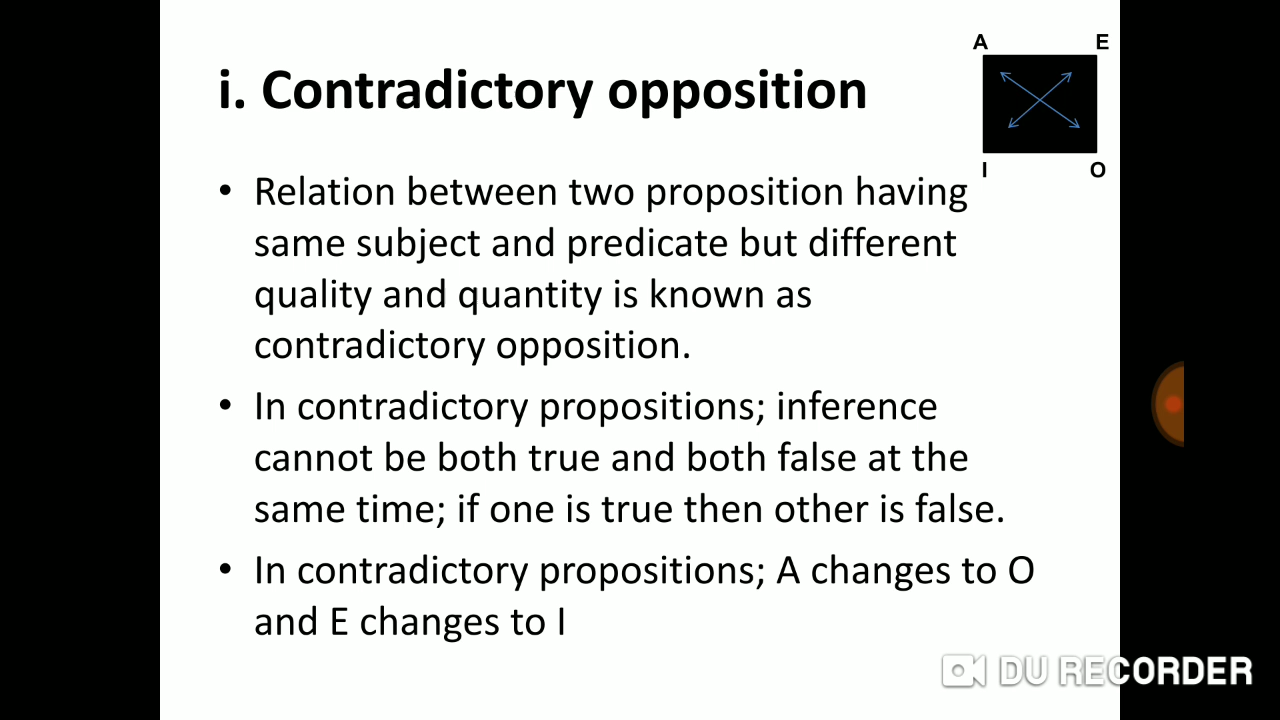 A E
i. Contradictory opposition
I O
• Relation between two proposition having
same subject and predicate but different
quality and quantity is known as
contradictory opposition.
• In contradictory propositions; inference
cannot be both true and both false at the
same time; if one is true then other is false.
• In contradictory propositions; A changes to O
and E changes to I
DU RECORDER